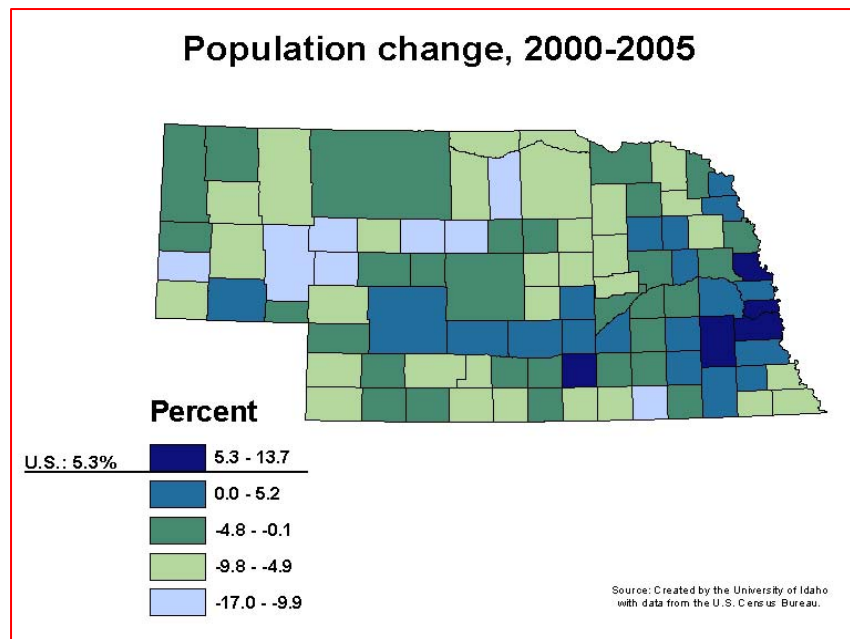 Population change, 2000-2005
Percent
U.S.: 5.3%
5.3 - 13.7
0.0 - 5.2
-4.8 - -0.1
-9.8 - -4.9
-17.0 - -9.9
Source: Created by the University of Idaho
with data from the U.S. Census Bureau.